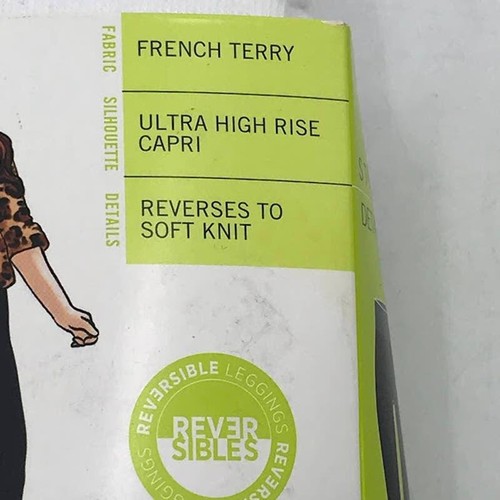 FABRIC
FRENCH TERRY
SILHOUETTE
ULTRA HIGH RISE
CAPRI
DETAILS
REVERSES TO
SOFT KNIT
REVERSIBLE LEGGINGS
REVER
SIBLES